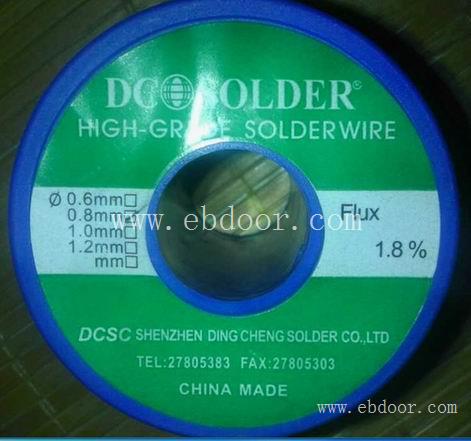 DC SOLDER®
HIGH-GRADE SOLDERWIRE
Ø 0.6mm□
0.8mm□
1.0mm□
1.2mm□
mm□
Flux
1.8%
www.ebdoor.com
DCSC SHENZHEN DING CHENG SOLDER CO.,LTD
TEL:27805383 FAX:27805303
CHINA MADE
www.ebdoor.com